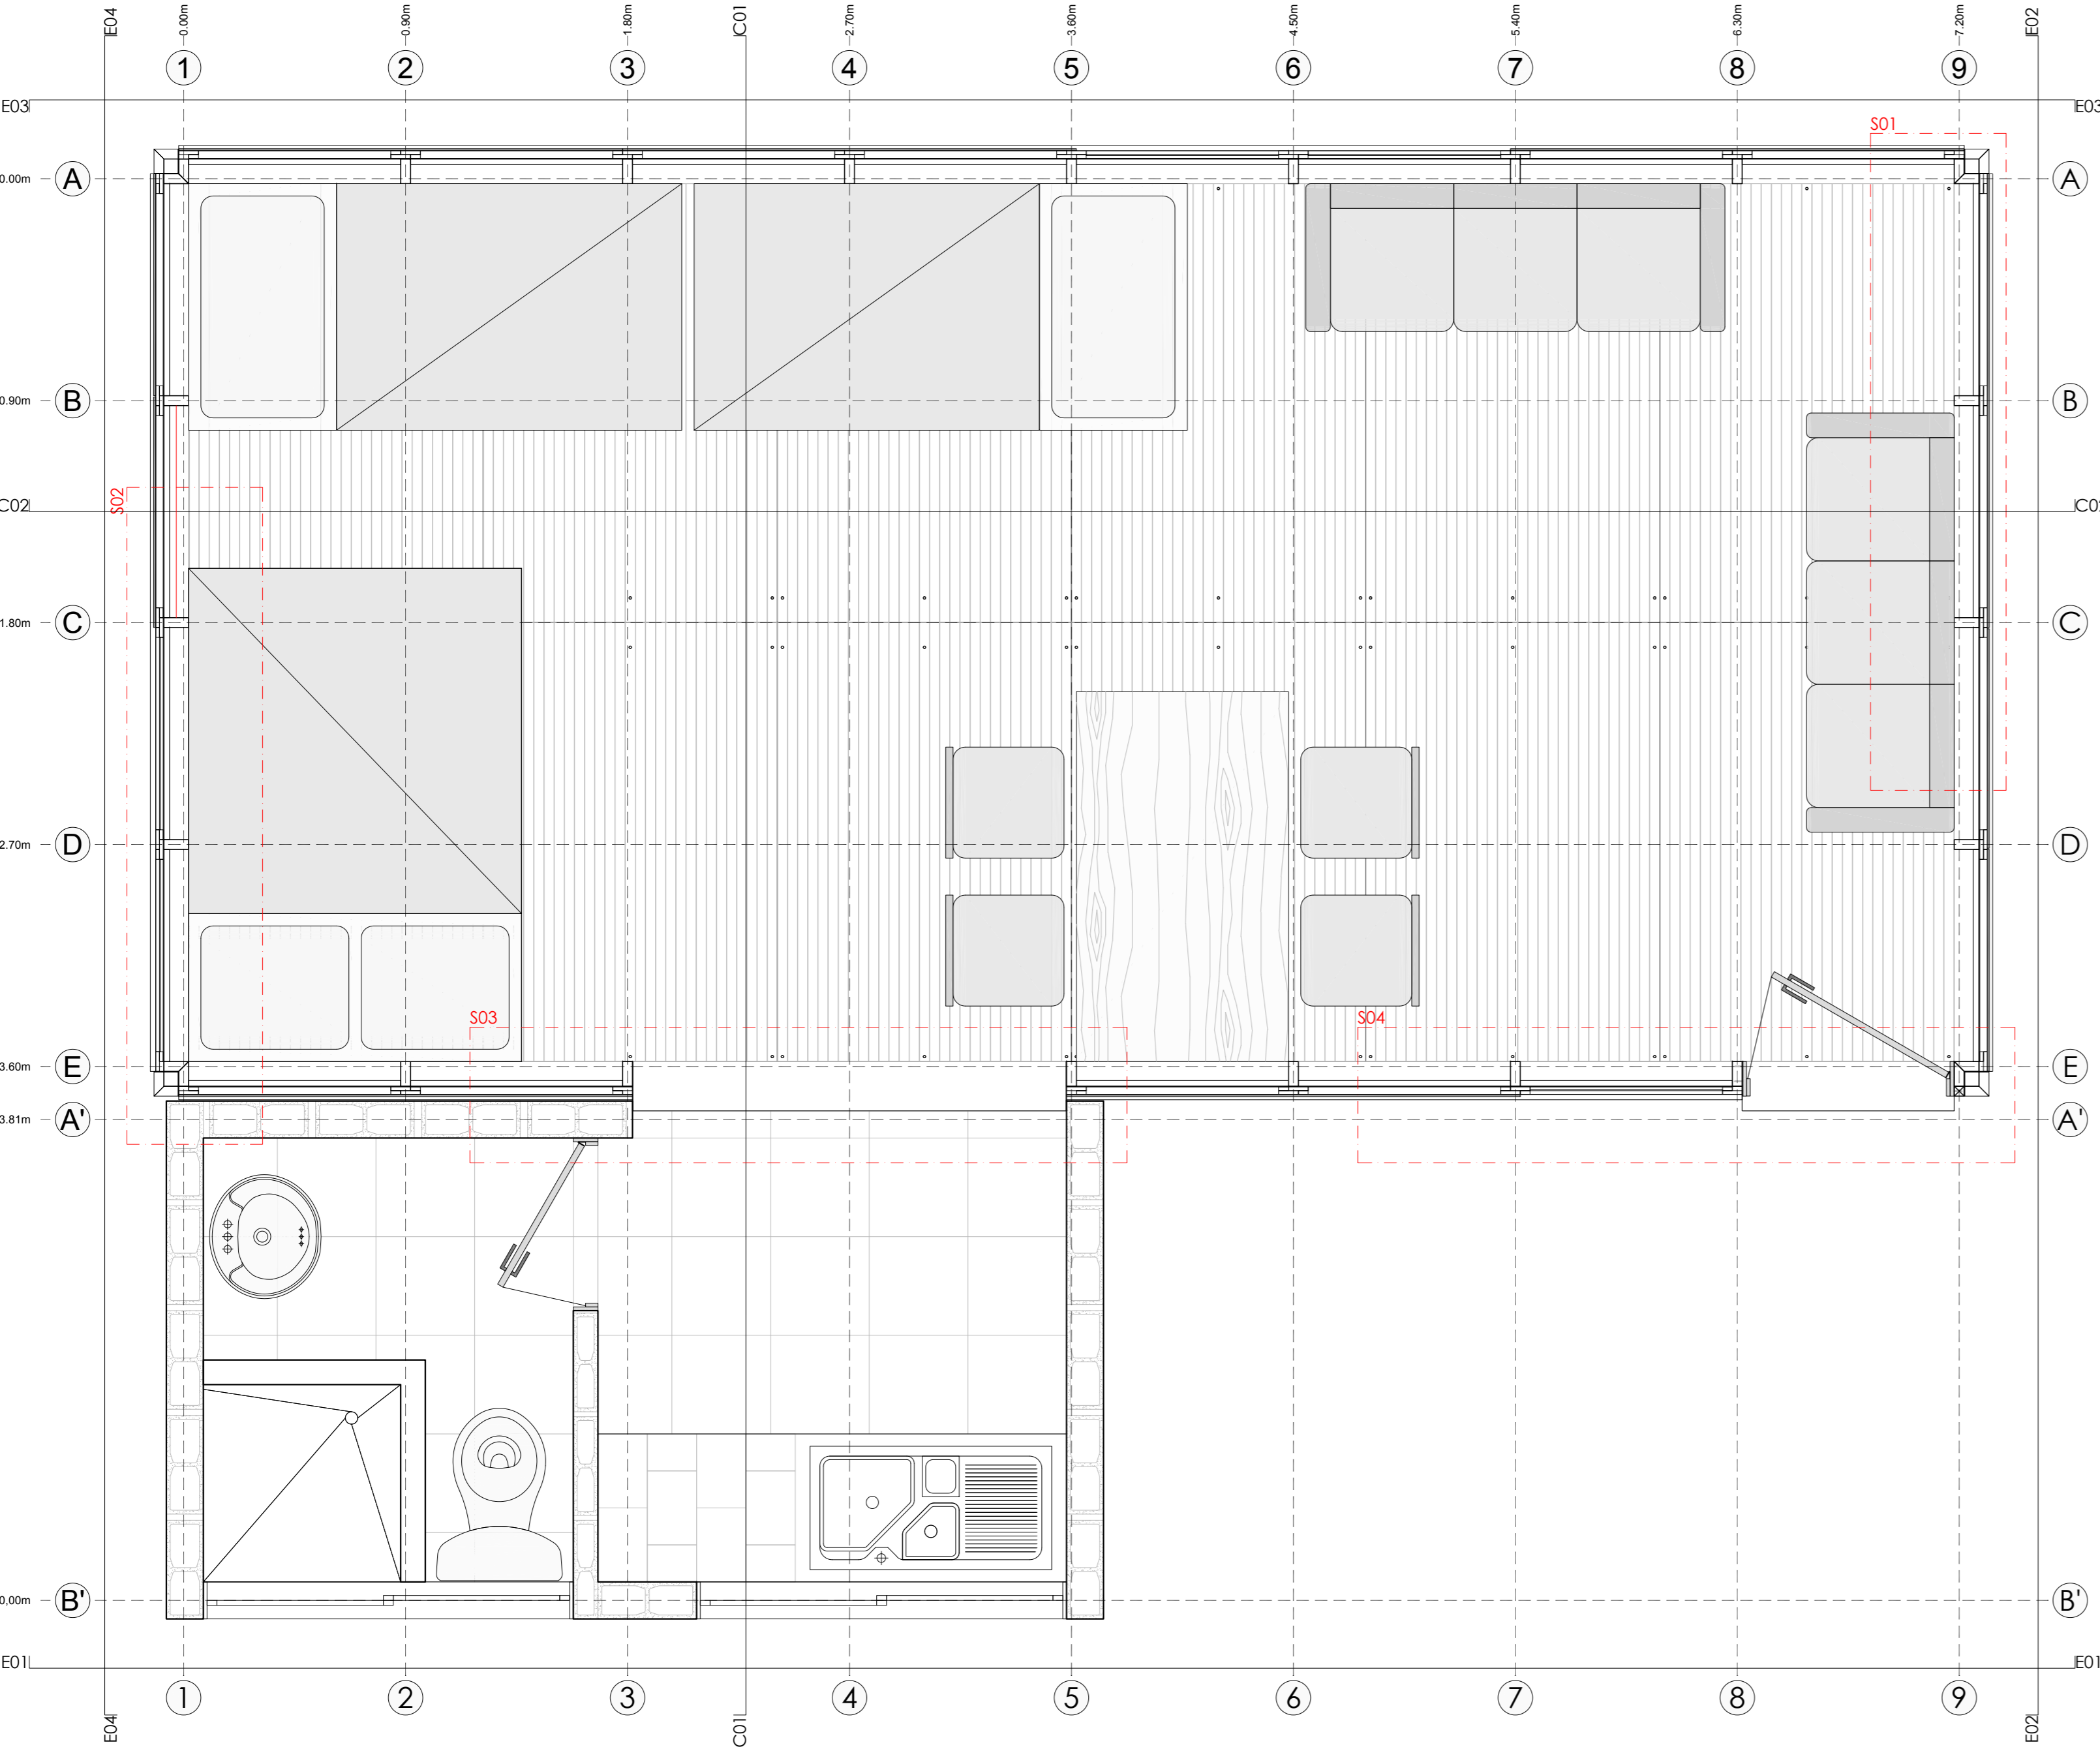 E04
0.00m
0.90m
1.80m
C01
2.70m
3.60m
4.50m
5.40m
6.30m
7.20m
E02
1 2 3 4 5 6 7 8 9
E03 E03
S01
0.00m A A
0.90m B B
S02
C02 C02
1.80m C C
2.70m D D
S03 S04
3.60m E E
3.81m A' A'
0,00m B' B'
E01 E01
1 2 3 4 5 6 7 8 9
E04 C01 E02